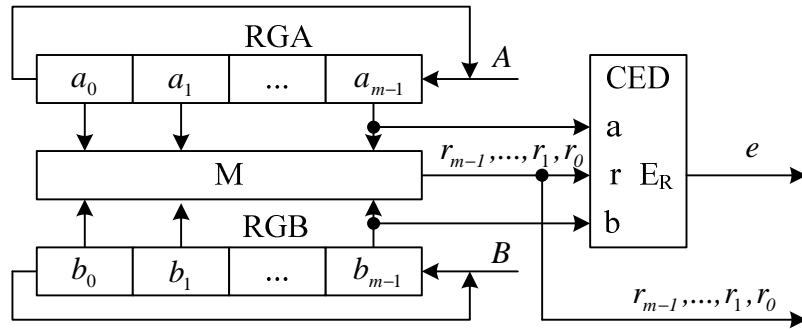 RGA
A
CED
a₀ a₁ ... aₘ₋₁
a
rₘ₋₁,...,r₁,r₀
e
M
r E_R
b
RGB
B
b₀ b₁ ... bₘ₋₁
rₘ₋₁,...,r₁,r₀